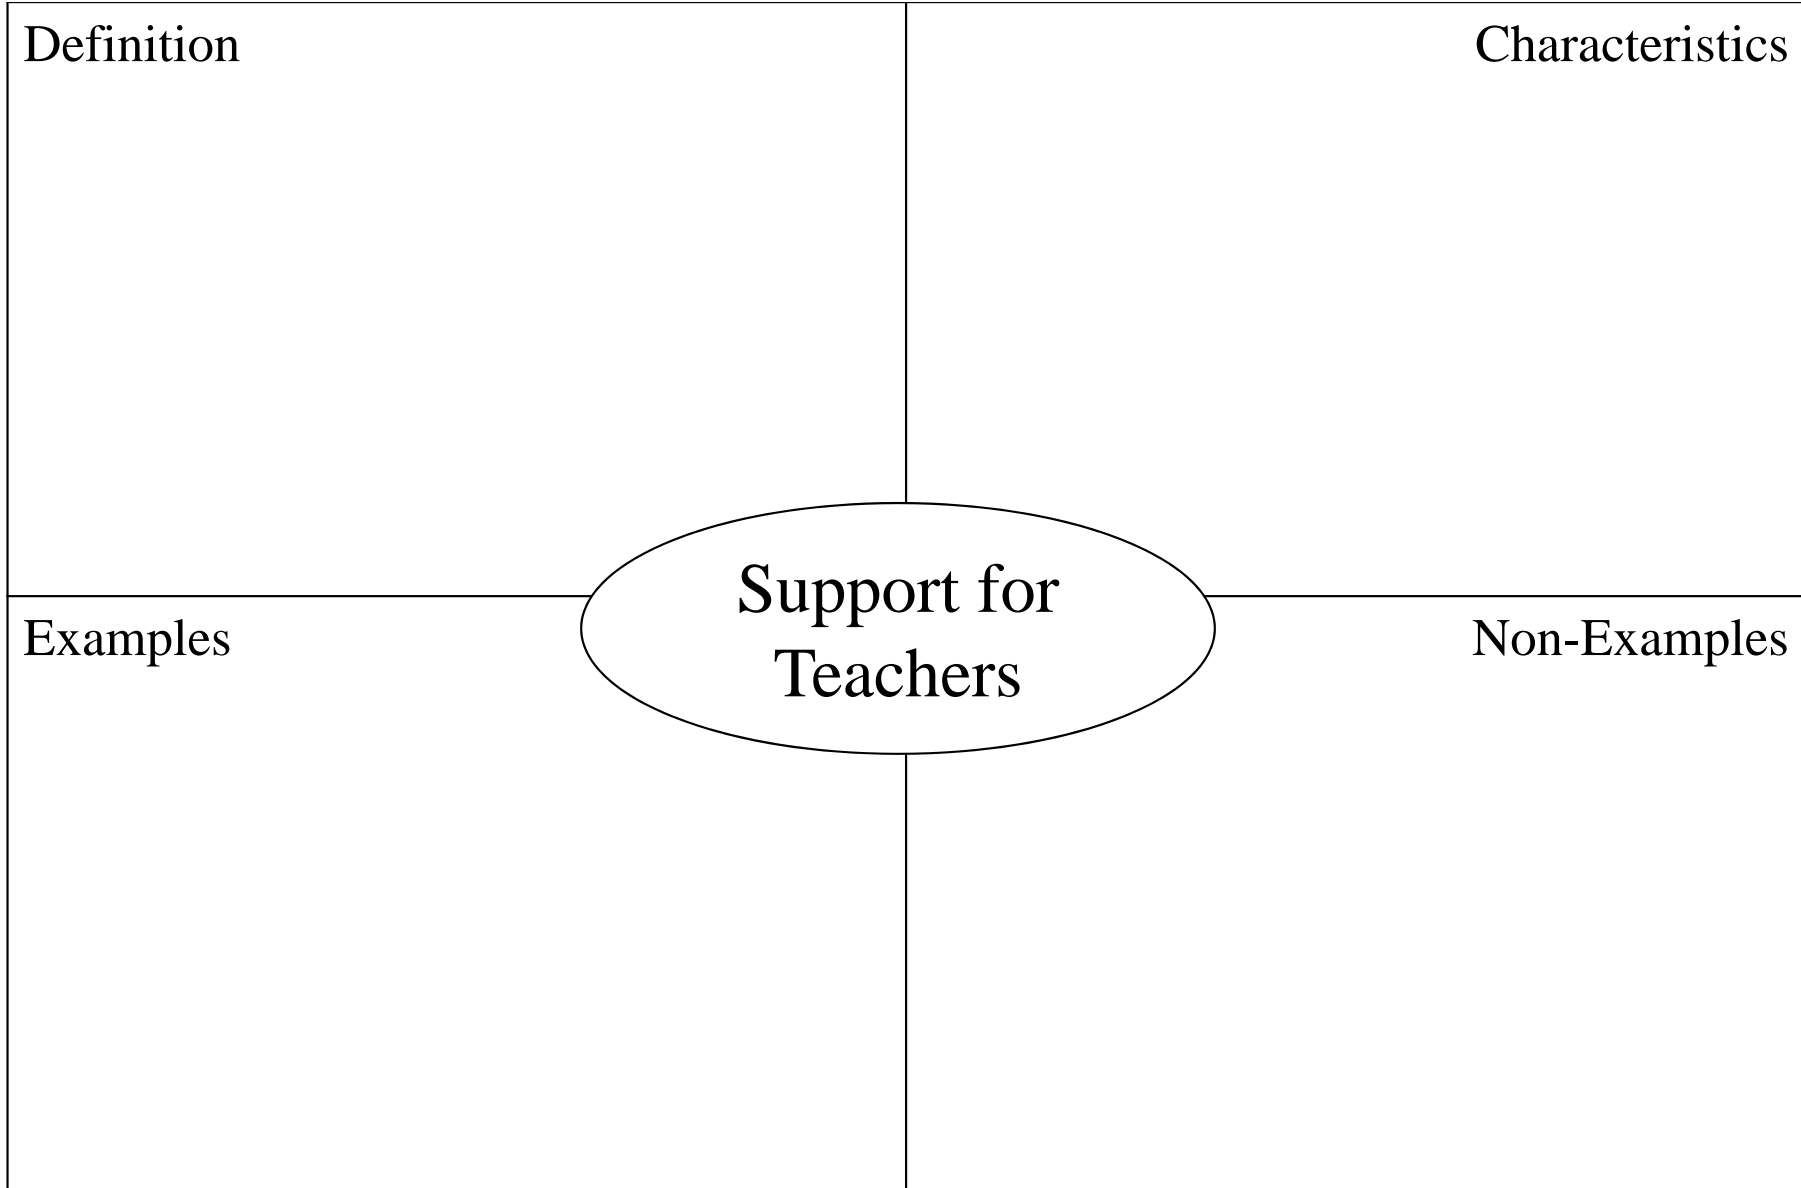 Definition
Characteristics
Support for
Teachers
Examples
Non-Examples